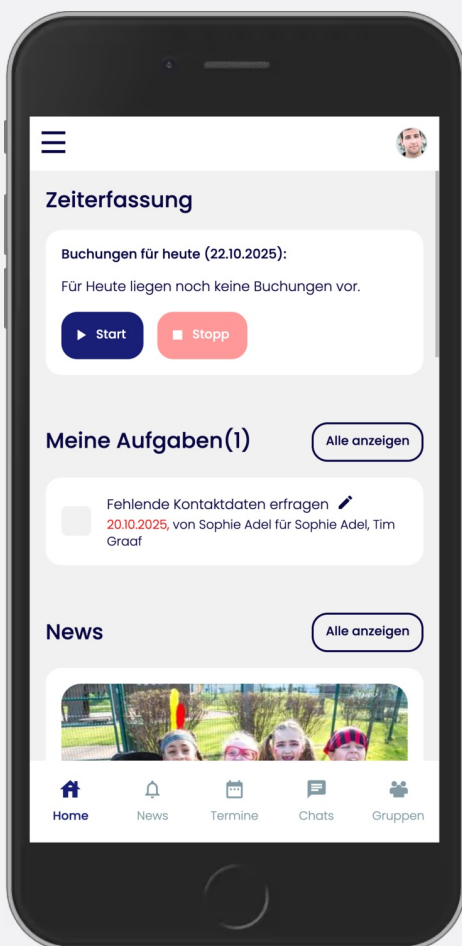 Zeiterfassung
Buchungen für heute (22.10.2025):
Für Heute liegen noch keine Buchungen vor.
Start
Stopp
Meine Aufgaben(1)
Alle anzeigen
Fehlende Kontaktdaten erfragen
20.10.2025, von Sophie Adel für Sophie Adel, Tim
Graaf
News
Alle anzeigen
Home
News
Termine
Chats
Gruppen